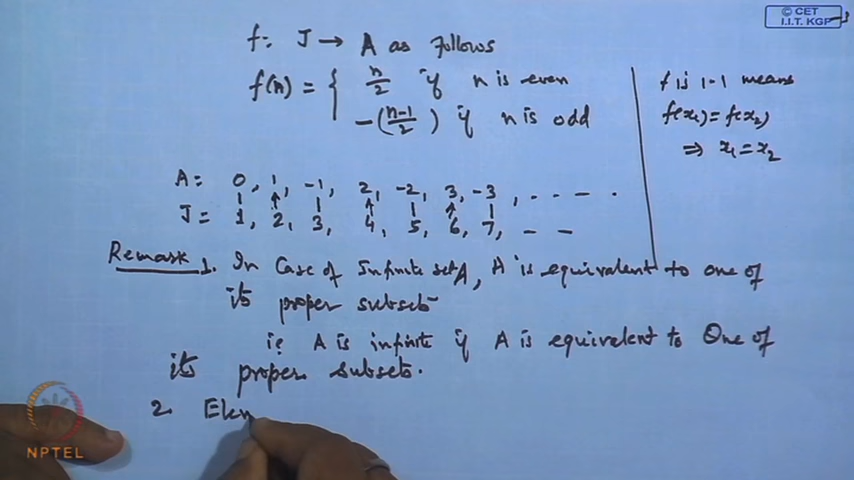 © CET
I.I.T. KGP
f: J → A as follows
f(n) = { n/2 if n is even
-(n-1/2) if n is odd
f is 1-1 means
f(x₁) = f(x₂)
⇒ x₁ = x₂
A: 0, 1, -1, 2, -2, 3, -3, ....
J: 1, 2, 3, 4, 5, 6, 7, - -
Remark 1. In Case of Infinite set A, A is equivalent to one of
its proper subsets
ie A is infinite if A is equivalent to One of
its proper subsets.
2. Elem
NPTEL